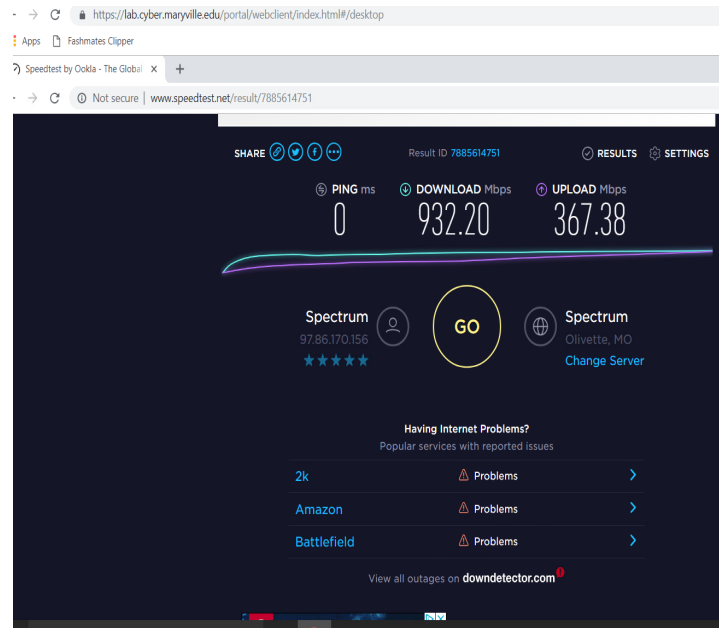 https://lab.cyber.maryville.edu/portal/webclient/index.html#/desktop
Apps Fashmates Clipper
Speedtest by Ookla - The Global × +
Not secure | www.speedtest.net/result/7885614751
SHARE Result ID 7885614751 RESULTS SETTINGS
PING ms DOWNLOAD Mbps UPLOAD Mbps
0 932.20 367.38
Spectrum GO Spectrum
97.86.170.156 Olivette, MO
Change Server
Having Internet Problems?
Popular services with reported issues
2k Problems
Amazon Problems
Battlefield Problems
View all outages on downdetector.com